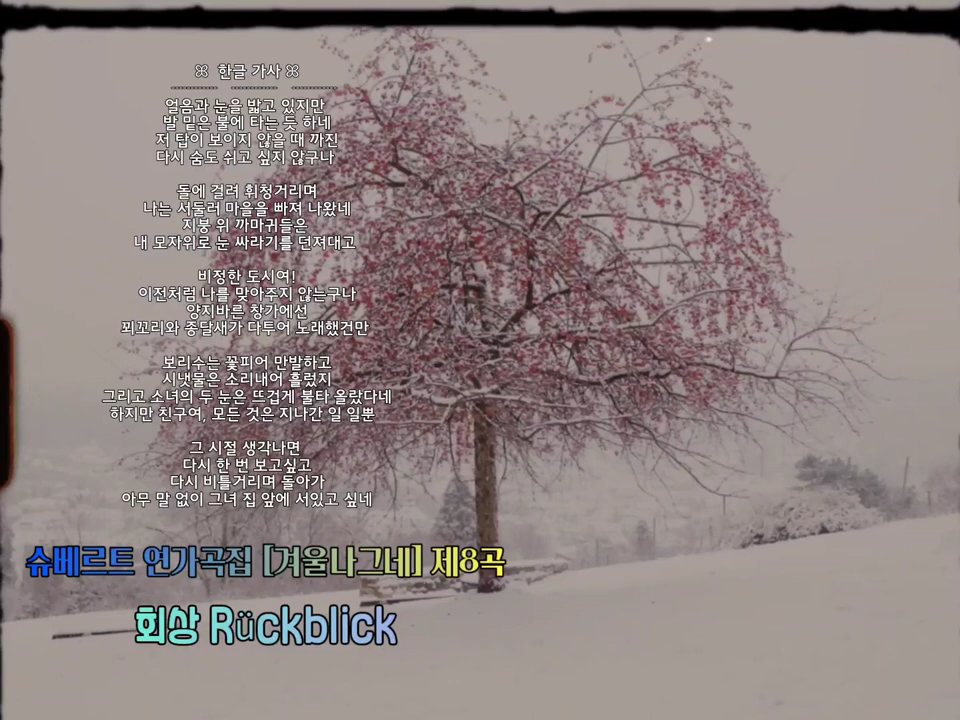 ꕤ 한글 가사 ꕤ
----------- ----------- -----------
얼음과 눈을 밟고 있지만
발 밑은 불에 타는 듯 하네
저 탑이 보이지 않을 때 까진
다시 숨도 쉬고 싶지 않구나
돌에 걸려 휘청거리며
나는 서둘러 마을을 빠져 나왔네
지붕 위 까마귀들은
내 모자위로 눈 싸라기를 던져대고
비정한 도시여!
이전처럼 나를 맞아주지 않는구나
양지바른 창가에선
꾀꼬리와 종달새가 다투어 노래했건만
보리수는 꽃피어 만발하고
시냇물은 소리내어 흘렀지
그리고 소녀의 두 눈은 뜨겁게 불타 올랐다네
하지만 친구여, 모든 것은 지나간 일 일뿐
그 시절 생각나면
다시 한 번 보고싶고
다시 비틀거리며 돌아가
아무 말 없이 그녀 집 앞에 서있고 싶네
슈베르트 연가곡집 [겨울나그네] 제8곡
회상 Rückblick